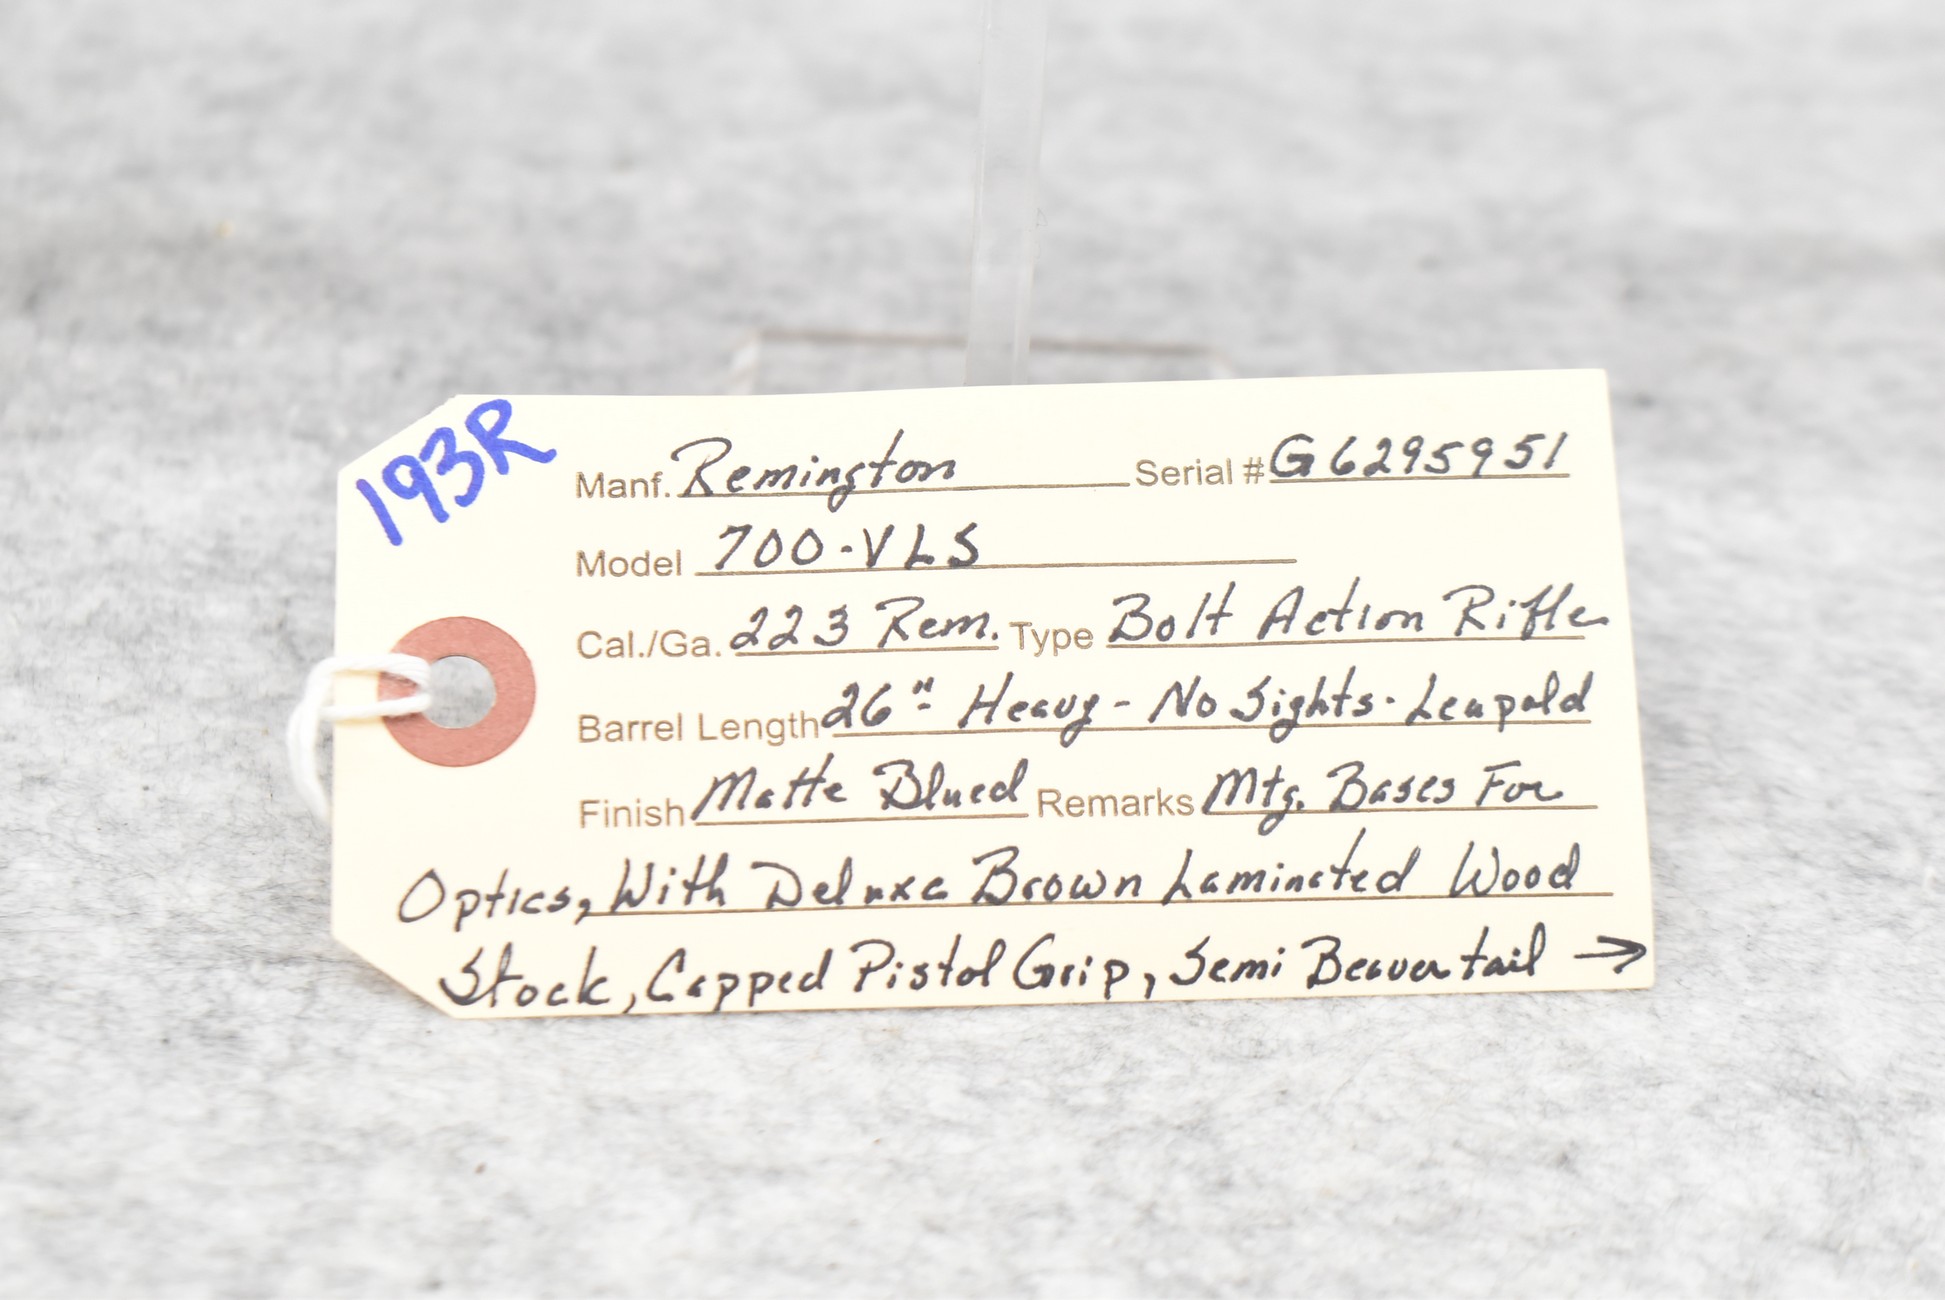 193R
Manf. Remington Serial # G6295951
Model 700-VLS
Cal./Ga. 223 Rem. Type Bolt Action Rifle
Barrel Length 26" Heavy - No Sights - Leupold
Finish Matte Blued Remarks Mtg. Bases For
Optics, With Deluxe Brown Laminated Wood
Stock, Capped Pistol Grip, Semi Beavertail →